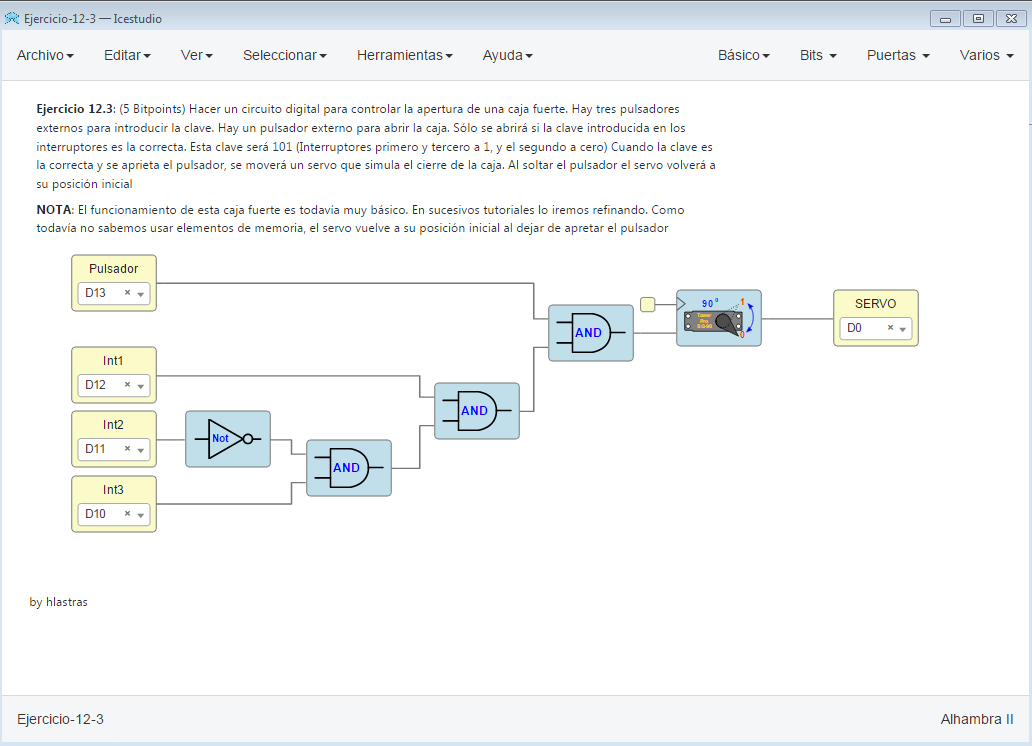 Ejercicio-12-3 — Icestudio
Archivo Editar Ver Seleccionar Herramientas Ayuda Básico Bits Puertas Varios
Ejercicio 12.3: (5 Bitpoints) Hacer un circuito digital para controlar la apertura de una caja fuerte. Hay tres pulsadores
externos para introducir la clave. Hay un pulsador externo para abrir la caja. Sólo se abrirá si la clave introducida en los
interruptores es la correcta. Esta clave será 101 (Interruptores primero y tercero a 1, y el segundo a cero) Cuando la clave es
la correcta y se aprieta el pulsador, se moverá un servo que simula el cierre de la caja. Al soltar el pulsador el servo volverá a
su posición inicial
NOTA: El funcionamiento de esta caja fuerte es todavía muy básico. En sucesivos tutoriales lo iremos refinando. Como
todavía no sabemos usar elementos de memoria, el servo vuelve a su posición inicial al dejar de apretar el pulsador
Pulsador
D13
AND
90º
1
0
SERVO
D0
Int1
D12
AND
Int2
D11
Not
AND
Int3
D10
by hlastras
Ejercicio-12-3
Alhambra II